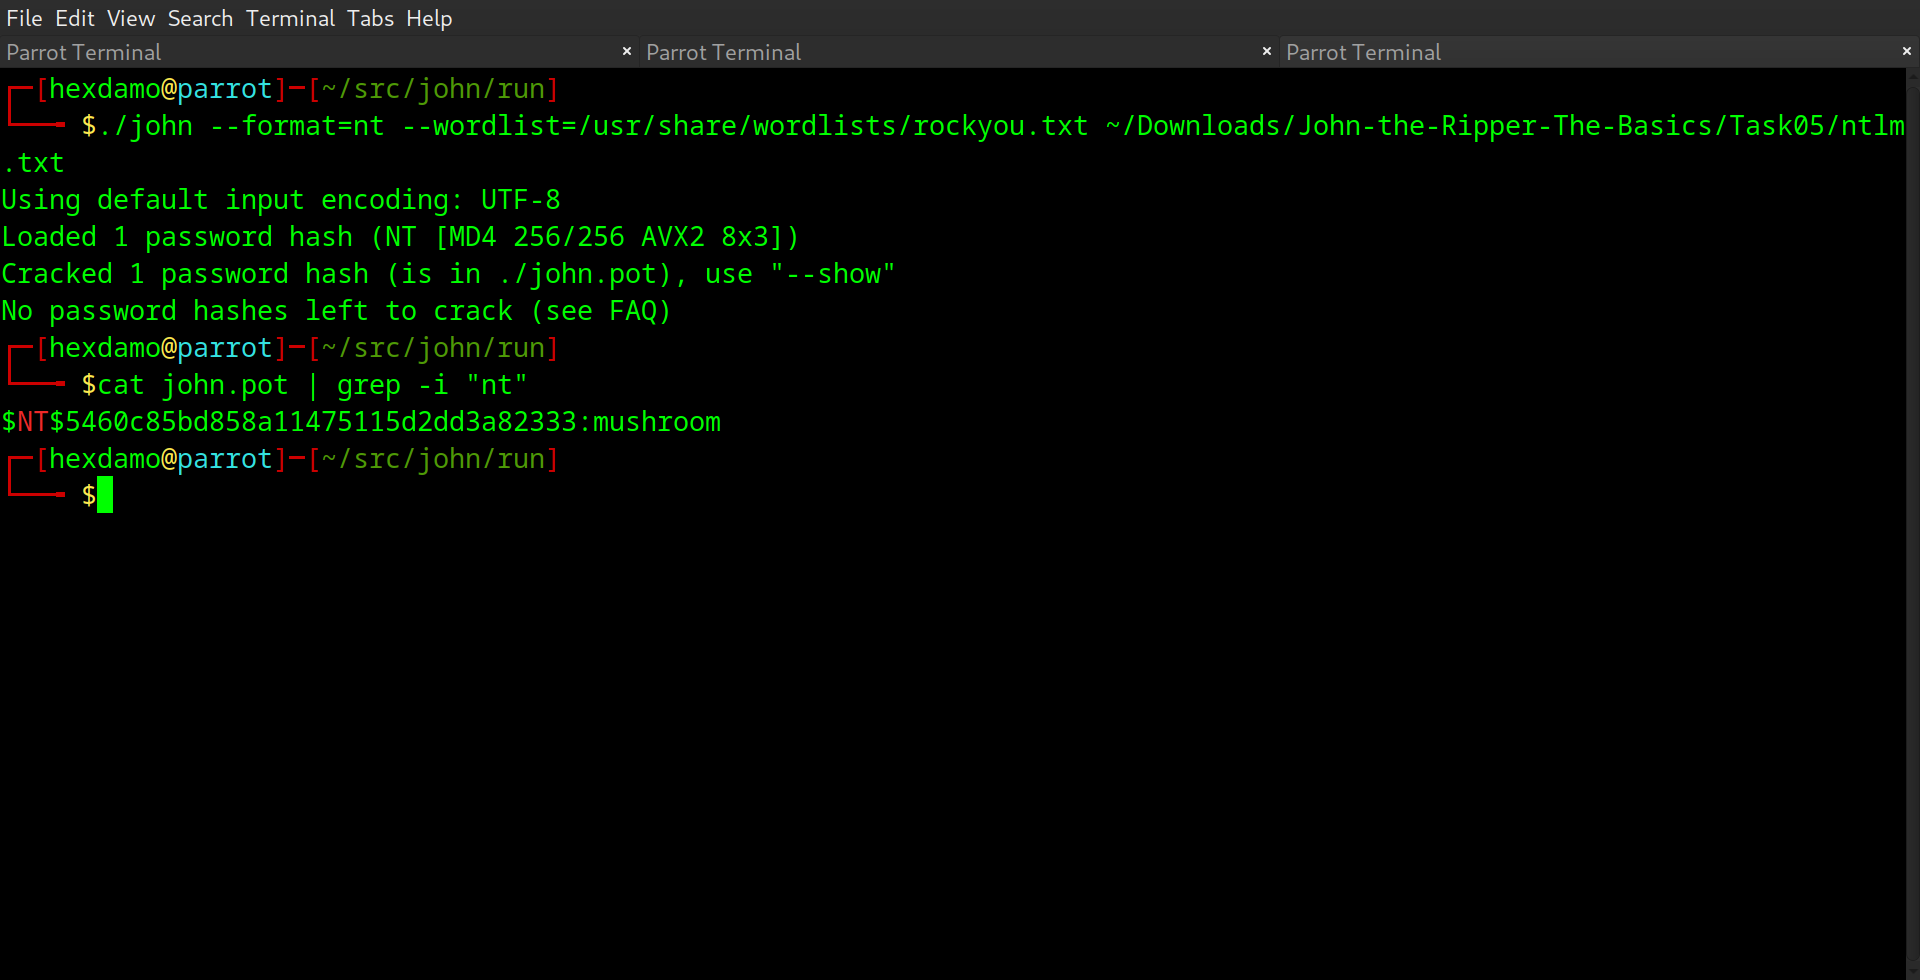 File Edit View Search Terminal Tabs Help
Parrot Terminal × Parrot Terminal × Parrot Terminal ×
┌─[hexdamo@parrot]─[~/src/john/run]
└──╼ $./john --format=nt --wordlist=/usr/share/wordlists/rockyou.txt ~/Downloads/John-the-Ripper-The-Basics/Task05/ntlm
.txt
Using default input encoding: UTF-8
Loaded 1 password hash (NT [MD4 256/256 AVX2 8x3])
Cracked 1 password hash (is in ./john.pot), use "--show"
No password hashes left to crack (see FAQ)
┌─[hexdamo@parrot]─[~/src/john/run]
└──╼ $cat john.pot | grep -i "nt"
$NT$5460c85bd858a11475115d2dd3a82333:mushroom
┌─[hexdamo@parrot]─[~/src/john/run]
└──╼ $